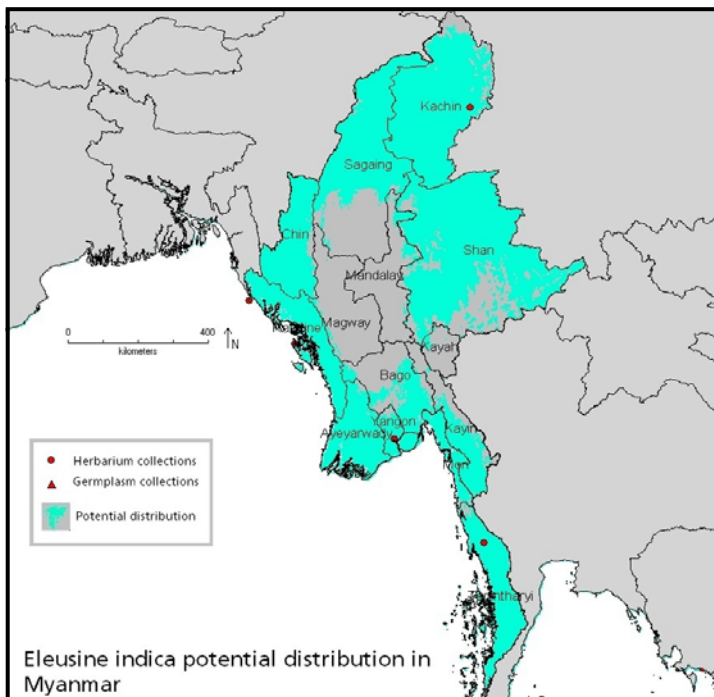 Kachin
Sagaing
Chin
Shan
Mandalay
Magway
Kayah
Bago
Yangon
Ayeyarwady
Kayin
Mon
0 400
kilometers
N
Herbarium collections
Germplasm collections
Potential distribution
Eleusine indica potential distribution in
Myanmar